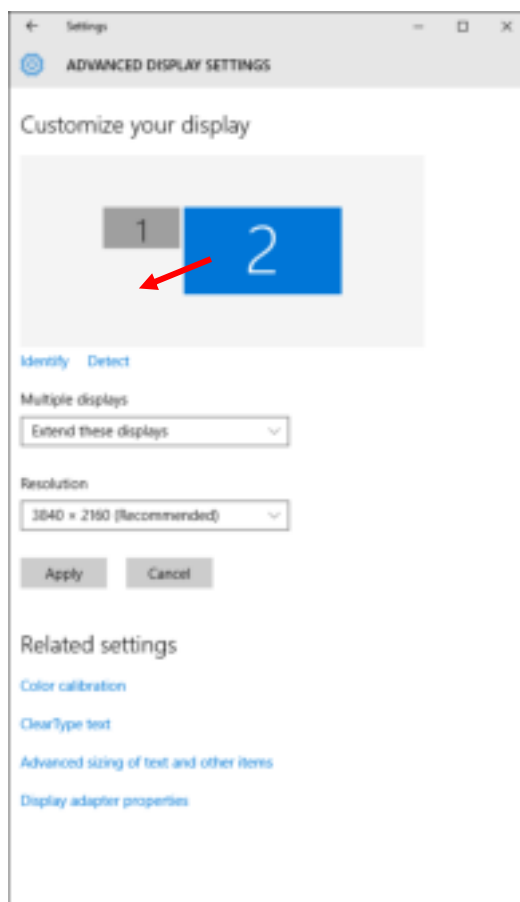 Settings
ADVANCED DISPLAY SETTINGS
Customize your display
1
2
Identify Detect
Multiple displays
Extend these displays
Resolution
3840 × 2160 (Recommended)
Apply Cancel
Related settings
Color calibration
ClearType text
Advanced sizing of text and other items
Display adapter properties